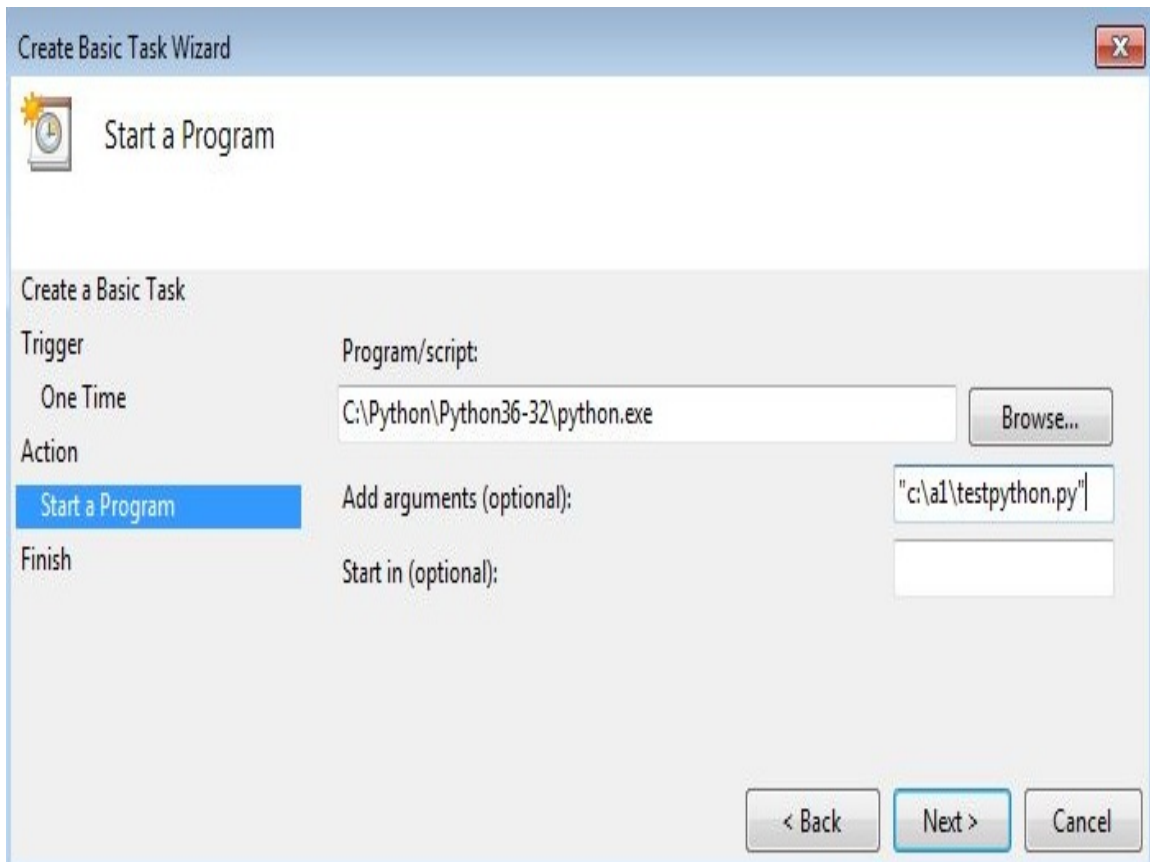 Create Basic Task Wizard
Start a Program
Create a Basic Task
Trigger
One Time
Action
Start a Program
Finish
Program/script:
C:\Python\Python36-32\python.exe
Browse...
Add arguments (optional):
"c:\a1\testpython.py"
Start in (optional):
< Back
Next >
Cancel